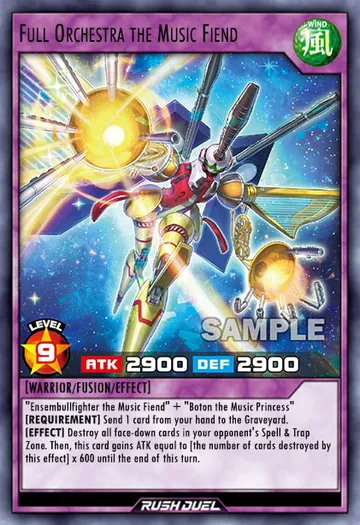 FULL ORCHESTRA THE MUSIC FIEND
WIND
風
SAMPLE
LEVEL
9
ATK 2900 DEF 2900
[WARRIOR/FUSION/EFFECT]
"Ensembullfighter the Music Fiend" + "Boton the Music Princess"
[REQUIREMENT] Send 1 card from your hand to the Graveyard.
[EFFECT] Destroy all face-down cards in your opponent's Spell & Trap
Zone. Then, this card gains ATK equal to [the number of cards destroyed by
this effect] x 600 until the end of this turn.
RUSH DUEL